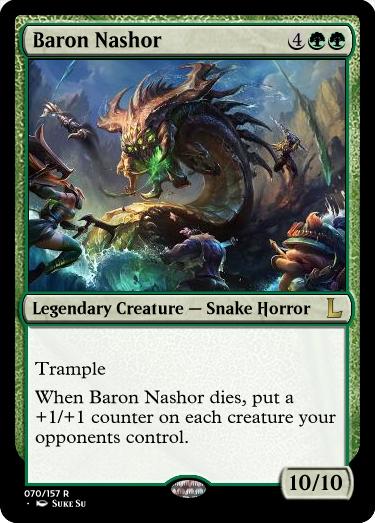 Baron Nashor 4
Legendary Creature — Snake Horror L
Trample
When Baron Nashor dies, put a
+1/+1 counter on each creature your
opponents control.
10/10
070/157 R
· Suke Su